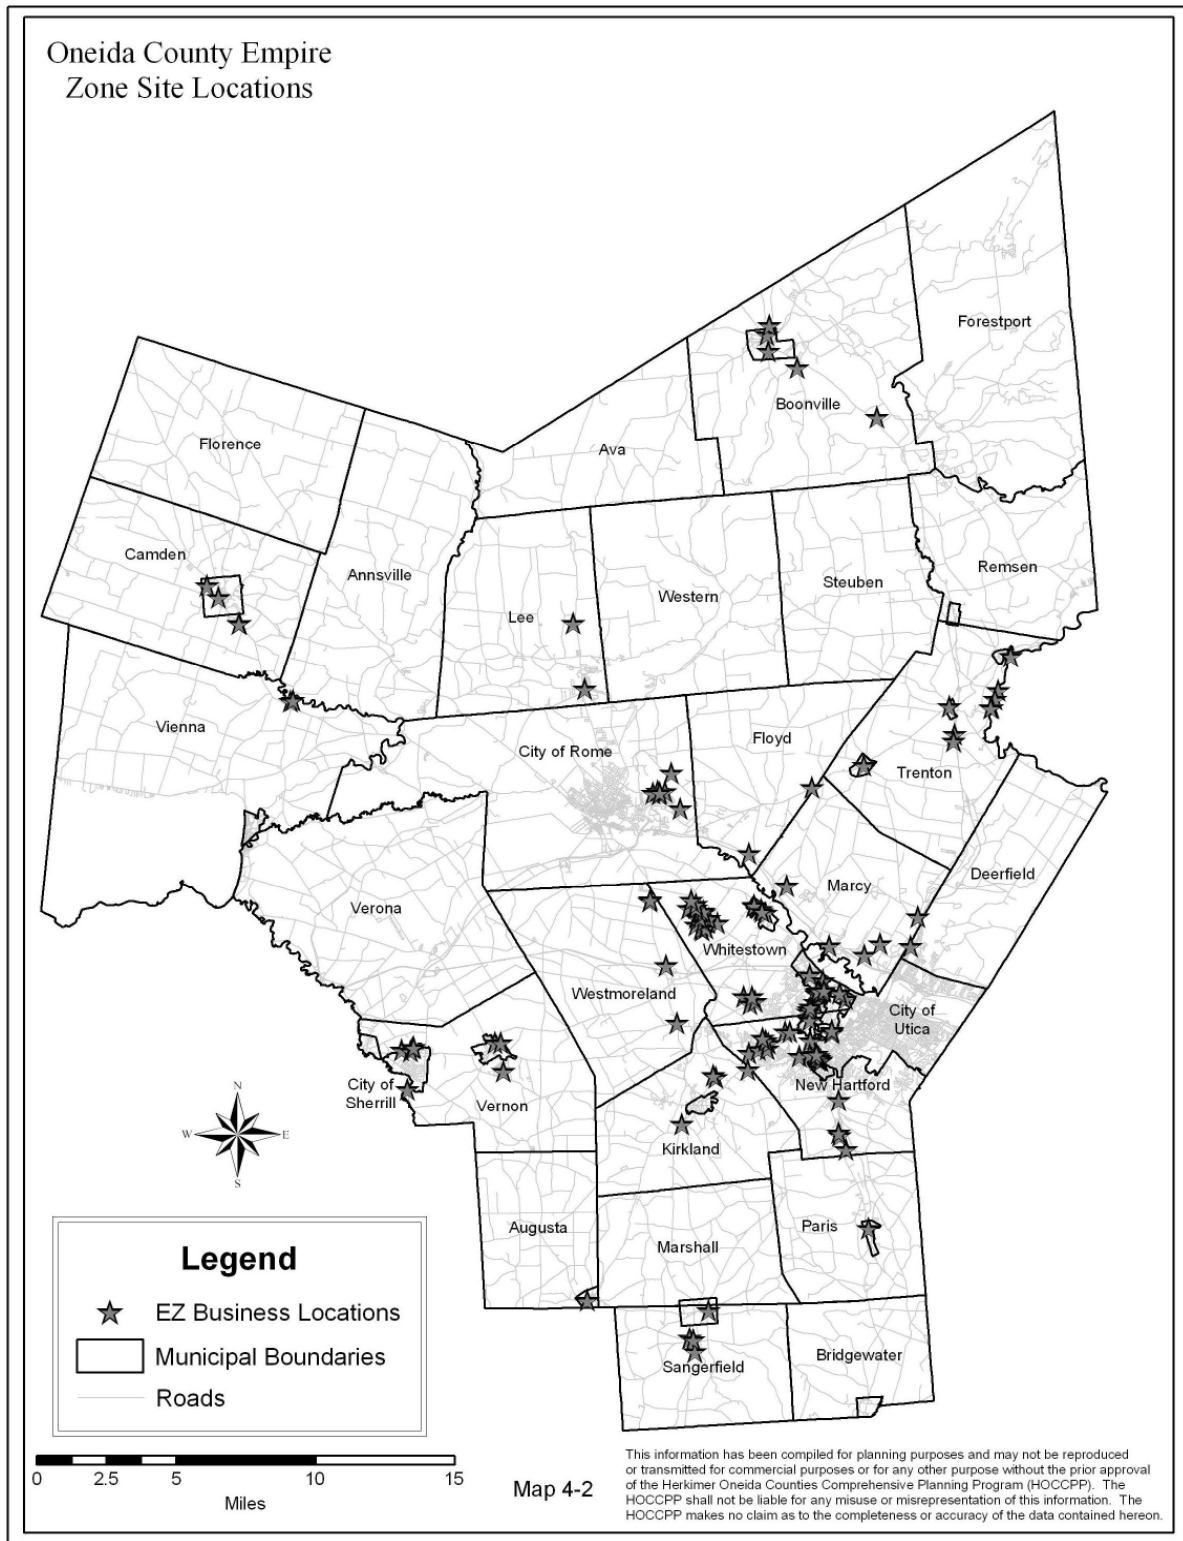 Oneida County Empire
Zone Site Locations
Forestport
Boonville
Ava
Florence
Camden
Annsville
Lee
Western
Steuben
Remsen
Vienna
City of Rome
Floyd
Trenton
Deerfield
Marcy
Verona
Whitestown
Westmoreland
City of
Utica
New Hartford
City of
Sherrill
Vernon
Kirkland
N
W
E
S
Augusta
Marshall
Paris
Sangerfield
Bridgewater
Legend
EZ Business Locations
Municipal Boundaries
Roads
0 2.5 5 10 15
Miles
Map 4-2
This information has been compiled for planning purposes and may not be reproduced
or transmitted for commercial purposes or for any other purpose without the prior approval
of the Herkimer Oneida Counties Comprehensive Planning Program (HOCCPP). The
HOCCPP shall not be liable for any misuse or misrepresentation of this information. The
HOCCPP makes no claim as to the completeness or accuracy of the data contained hereon.